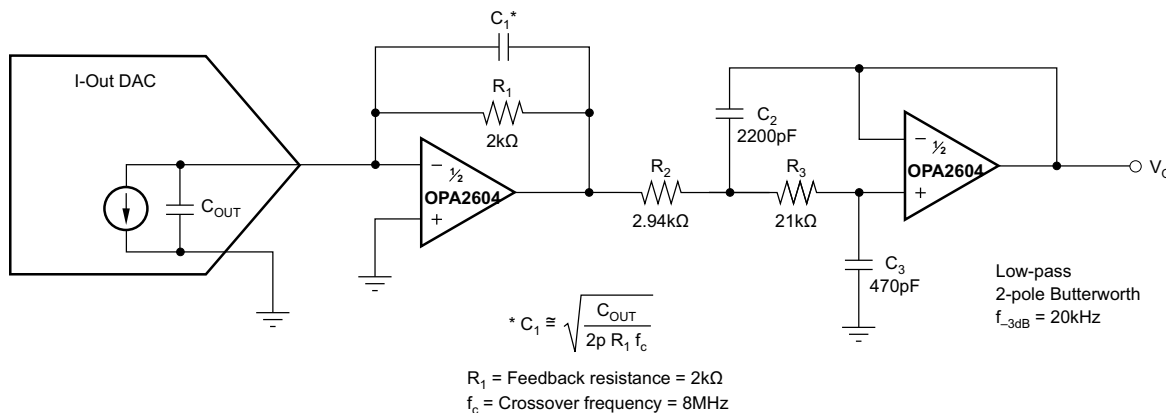 C1*
I-Out DAC
R1
2kΩ
C2
2200pF
−
½
OPA2604
+
−
½
OPA2604
+
COUT
R2
2.94kΩ
R3
21kΩ
C3
470pF
Low-pass
2-pole Butterworth
f–3dB = 20kHz
* C1 ≅ √ COUT / 2p R1 fc
R1 = Feedback resistance = 2kΩ
fc = Crossover frequency = 8MHz